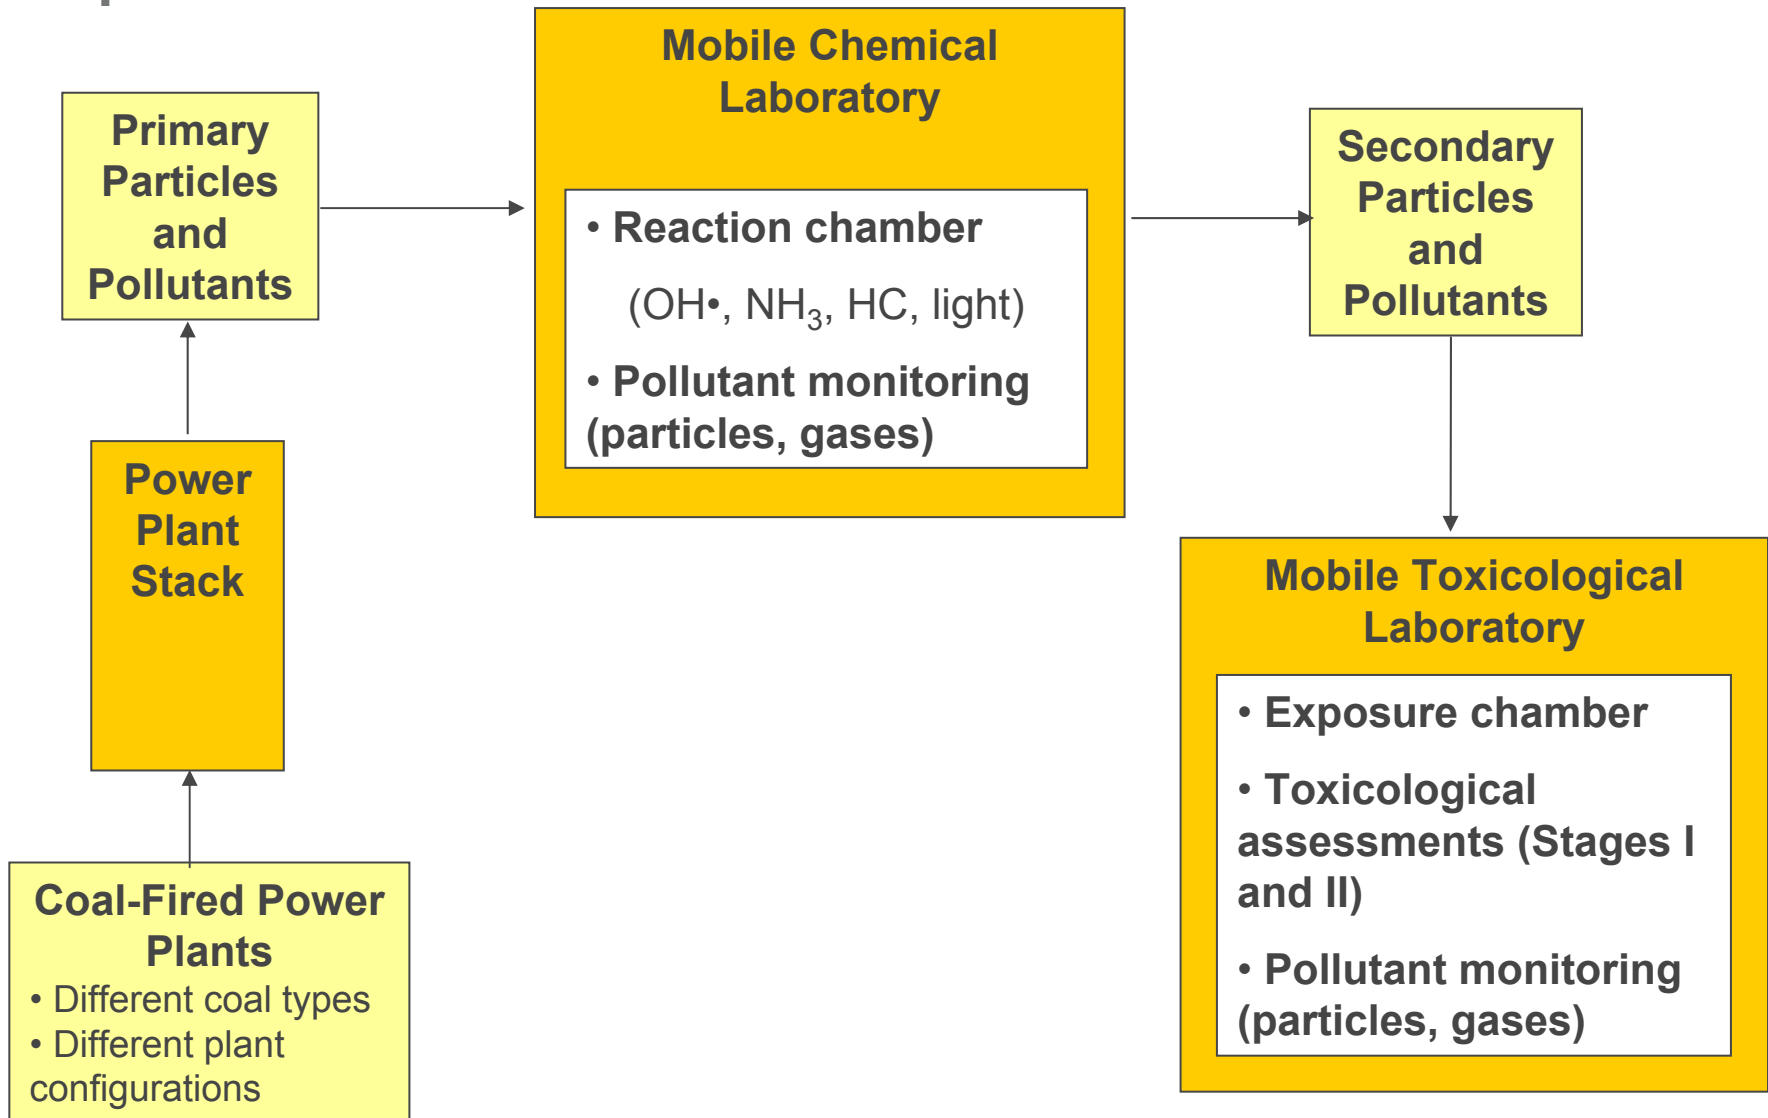 Mobile Chemical
Laboratory
• Reaction chamber
(OH•, NH₃, HC, light)
• Pollutant monitoring
(particles, gases)
Primary
Particles
and
Pollutants
Secondary
Particles
and
Pollutants
Power
Plant
Stack
Coal-Fired Power
Plants
• Different coal types
• Different plant
configurations
Mobile Toxicological
Laboratory
• Exposure chamber
• Toxicological
assessments (Stages I
and II)
• Pollutant monitoring
(particles, gases)